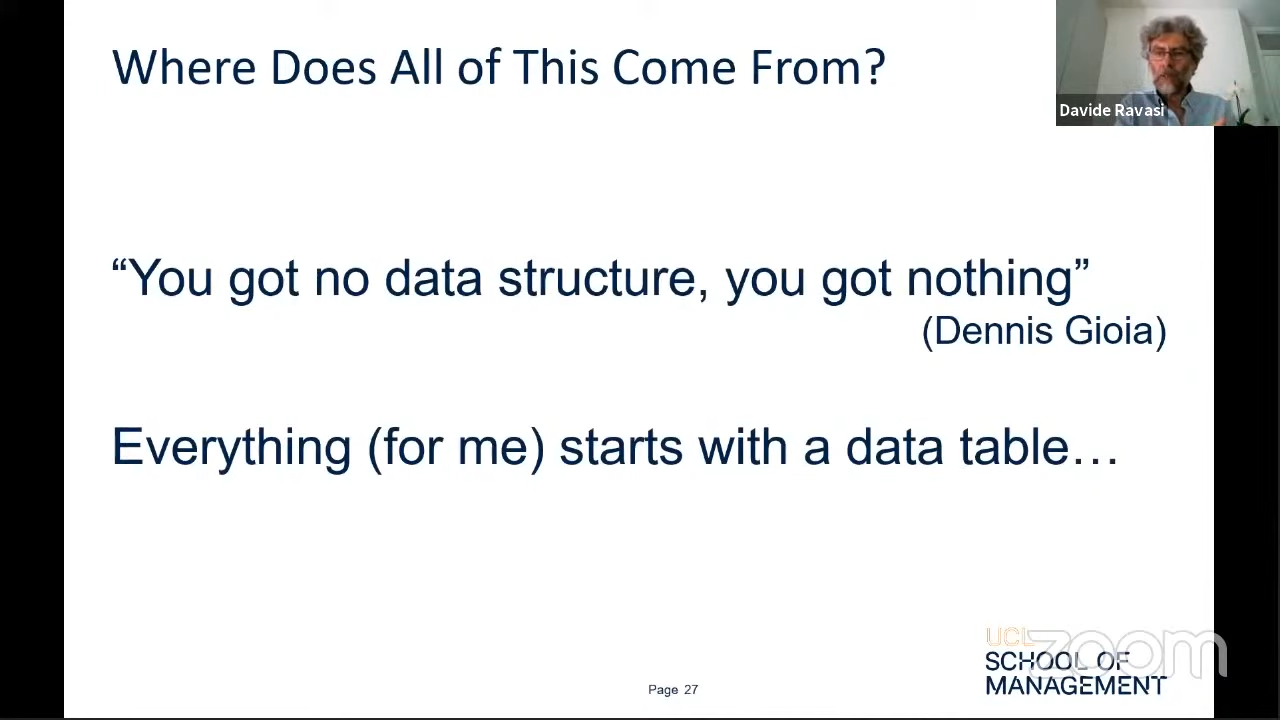 Where Does All of This Come From?
Davide Ravasi
“You got no data structure, you got nothing”
(Dennis Gioia)
Everything (for me) starts with a data table…
UCL
zoom
SCHOOL OF
MANAGEMENT
Page 27